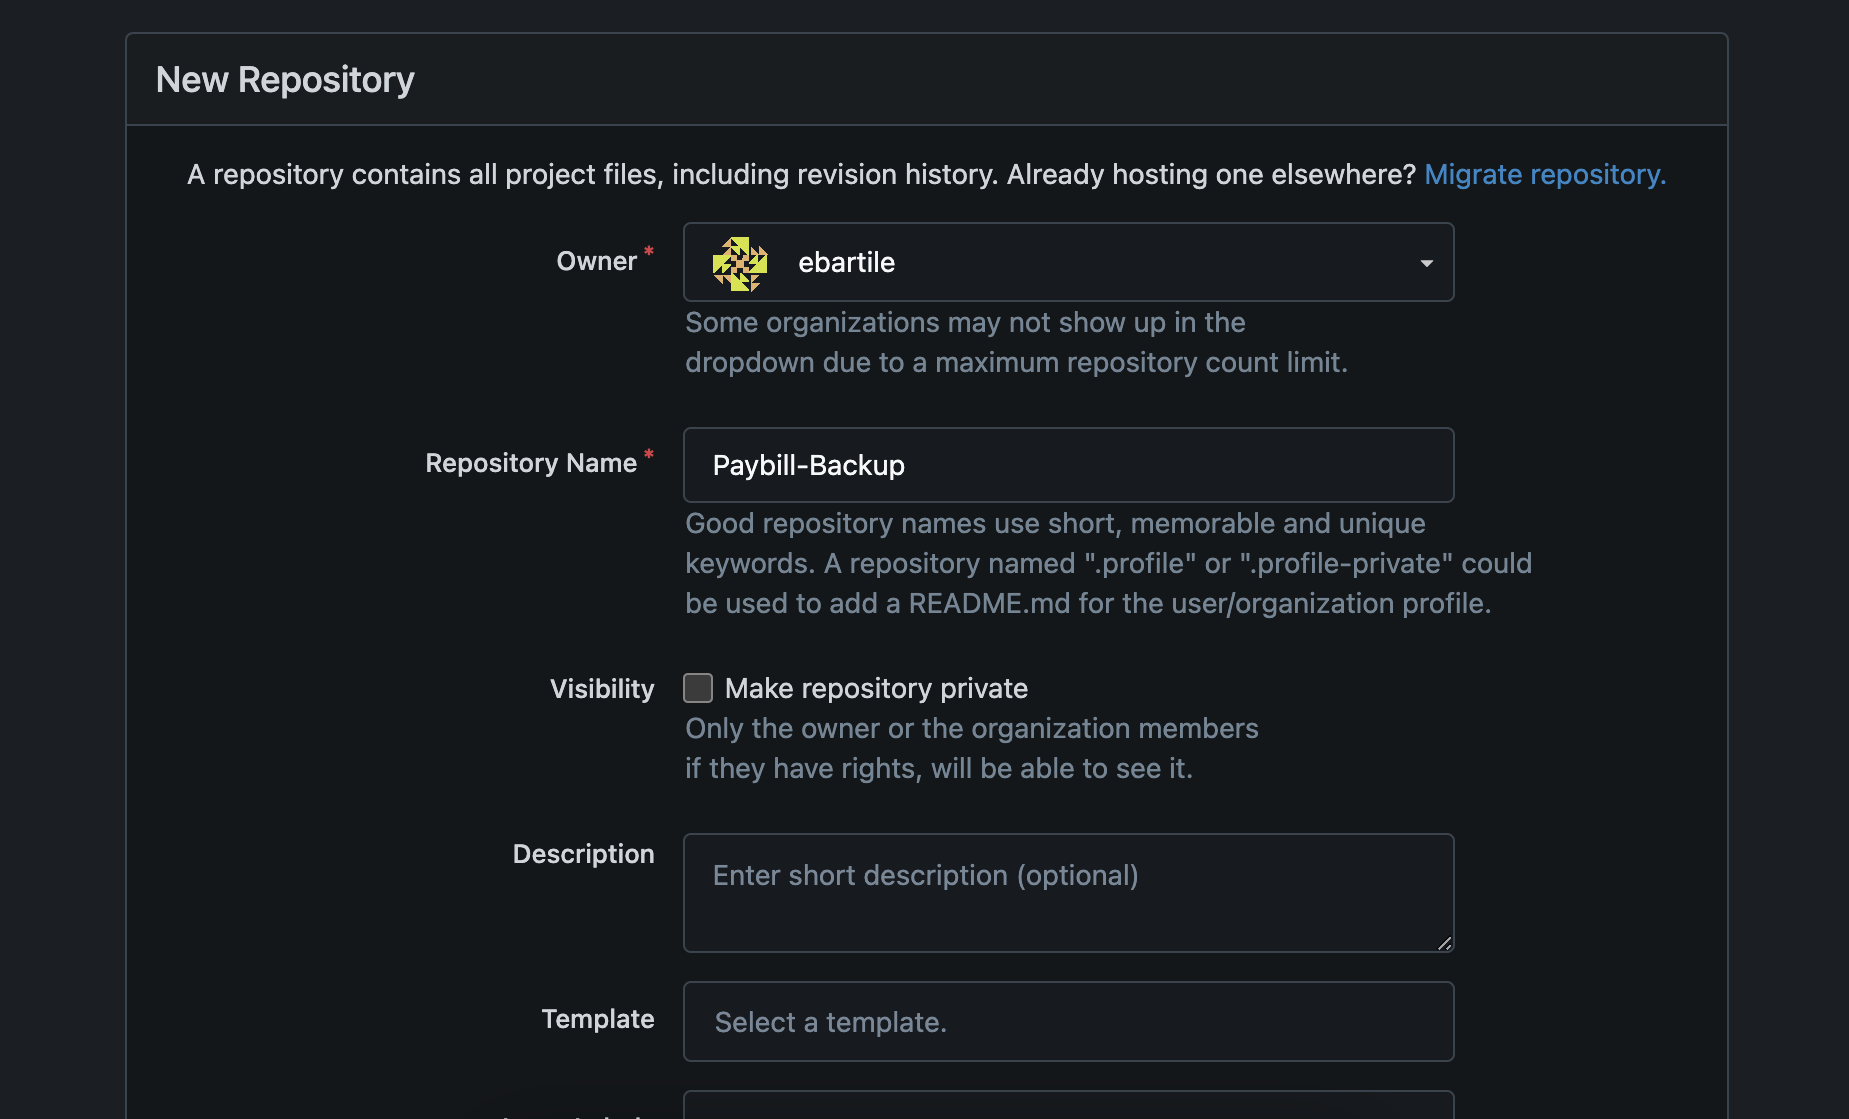 New Repository
A repository contains all project files, including revision history. Already hosting one elsewhere? Migrate repository.
Owner *
ebartile
Some organizations may not show up in the
dropdown due to a maximum repository count limit.
Repository Name *
Paybill-Backup
Good repository names use short, memorable and unique
keywords. A repository named ".profile" or ".profile-private" could
be used to add a README.md for the user/organization profile.
Visibility
Make repository private
Only the owner or the organization members
if they have rights, will be able to see it.
Description
Enter short description (optional)
Template
Select a template.